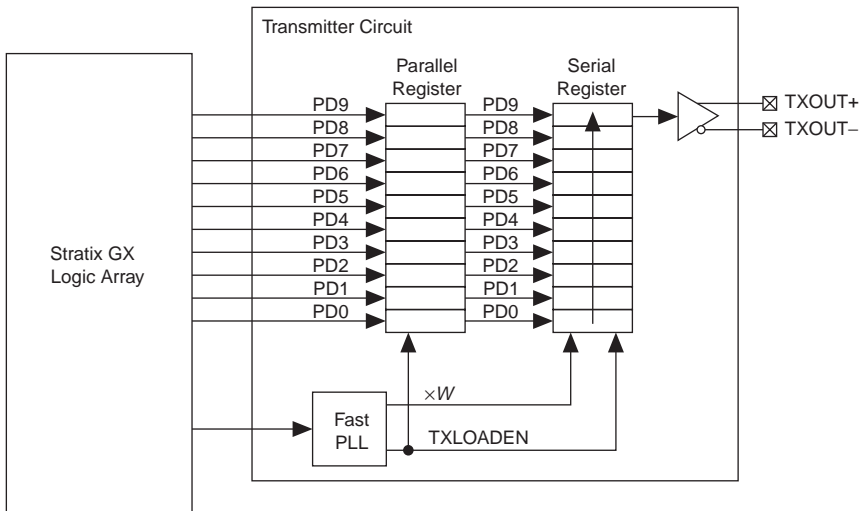 Transmitter Circuit
Parallel
Register
Serial
Register
PD9
PD9
PD8
PD8
PD7
PD7
PD6
PD6
PD5
PD5
PD4
PD4
PD3
PD3
PD2
PD2
PD1
PD1
PD0
PD0
TXOUT+
TXOUT−
Stratix GX
Logic Array
×W
Fast
PLL
TXLOADEN